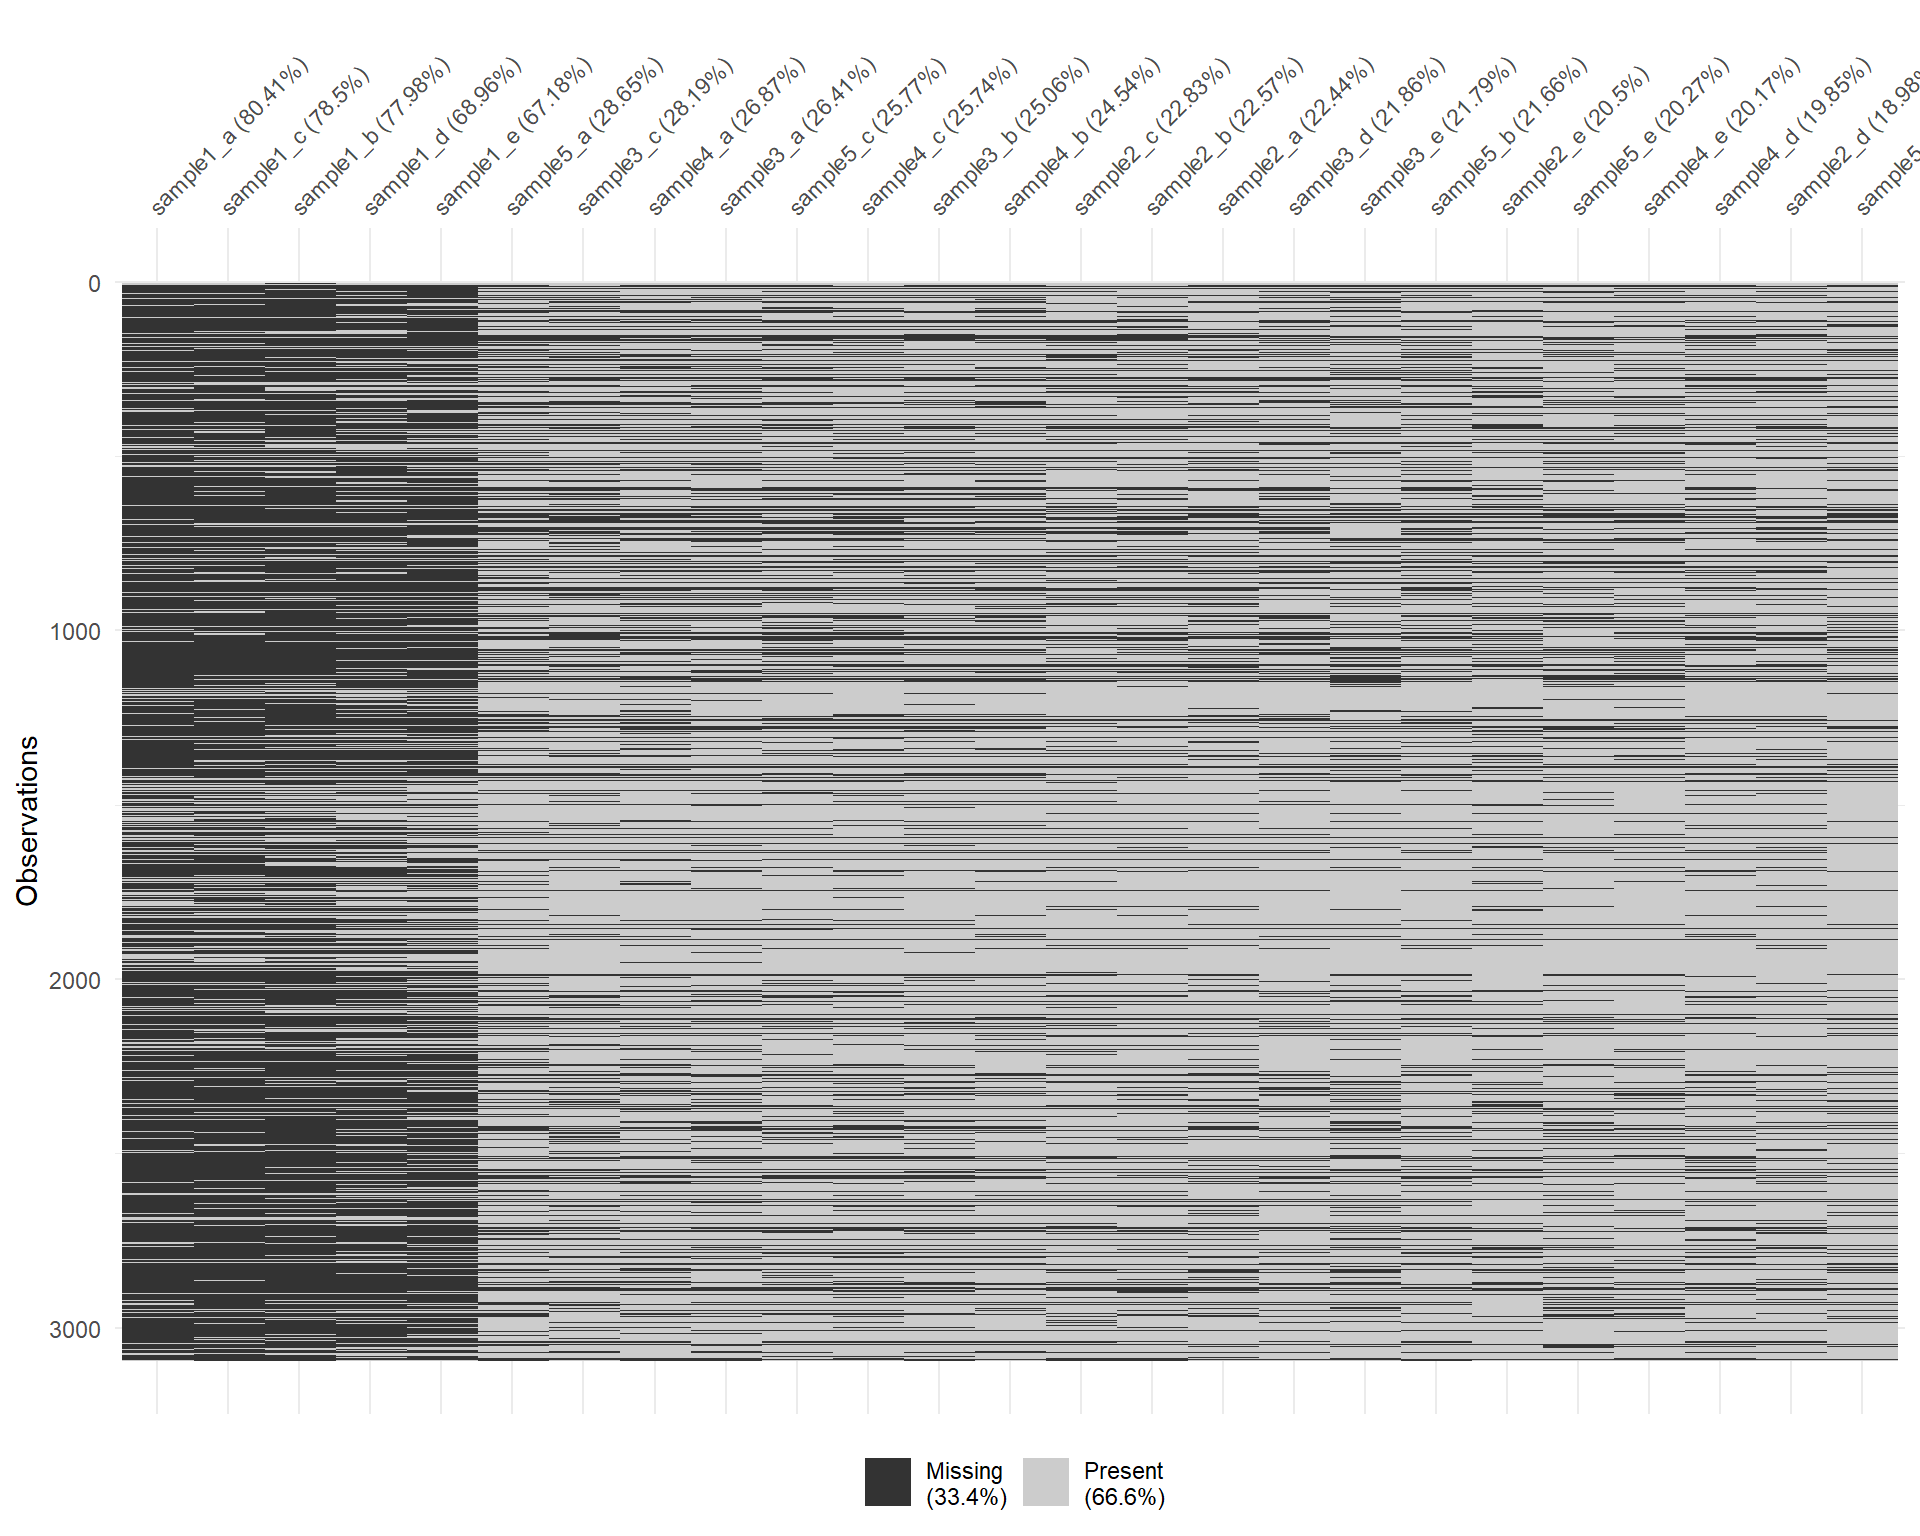 sample1_a (80.41%)
sample1_c (78.5%)
sample1_b (77.98%)
sample1_d (68.96%)
sample1_e (67.18%)
sample5_a (28.65%)
sample3_c (28.19%)
sample4_a (26.87%)
sample3_a (26.41%)
sample5_c (25.77%)
sample4_c (25.74%)
sample3_b (25.06%)
sample4_b (24.54%)
sample2_c (22.83%)
sample2_b (22.57%)
sample2_a (22.44%)
sample3_d (21.86%)
sample3_e (21.79%)
sample5_b (21.66%)
sample2_e (20.5%)
sample5_e (20.27%)
sample4_e (20.17%)
sample4_d (19.85%)
sample2_d (18.98%
sample5
0
1000
2000
3000
Observations
Missing
(33.4%)
Present
(66.6%)